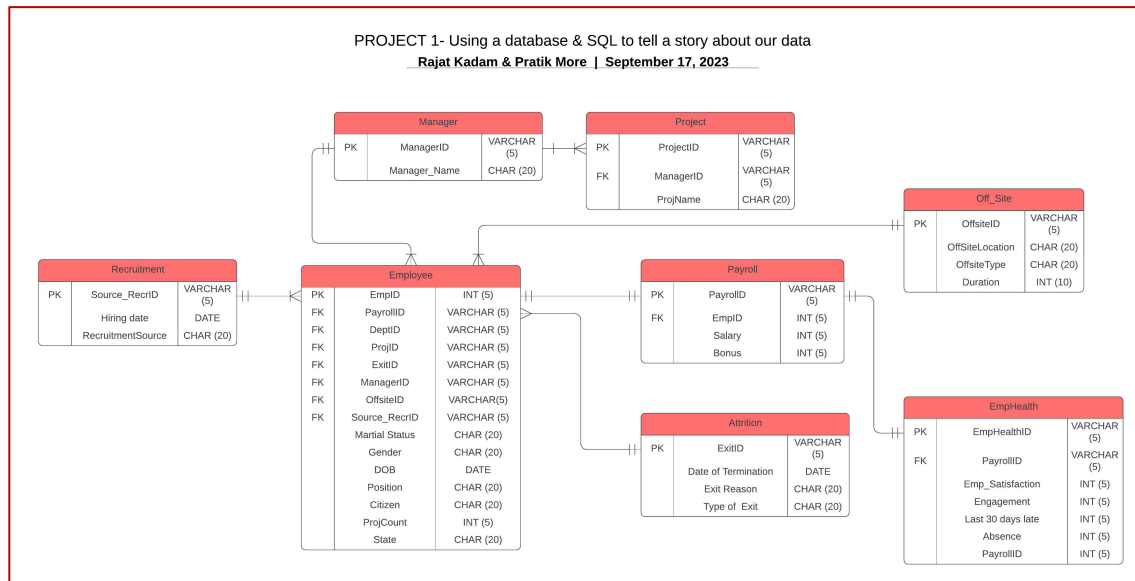 PROJECT 1- Using a database & SQL to tell a story about our data
Rajat Kadam & Pratik More | September 17, 2023
Manager
PK ManagerID VARCHAR (5)
Manager_Name CHAR (20)
Project
PK ProjectID VARCHAR (5)
FK ManagerID VARCHAR (5)
ProjName CHAR (20)
Off_Site
PK OffsiteID VARCHAR (5)
OffSiteLocation CHAR (20)
OffsiteType CHAR (20)
Duration INT (10)
Recruitment
PK Source_RecrID VARCHAR (5)
Hiring date DATE
RecruitmentSource CHAR (20)
Employee
PK EmpID INT (5)
FK PayrollID VARCHAR (5)
FK DeptID VARCHAR (5)
FK ProjID VARCHAR (5)
FK ExitID VARCHAR (5)
FK ManagerID VARCHAR (5)
FK OffsiteID VARCHAR(5)
FK Source_RecrID VARCHAR (5)
Martial Status CHAR (20)
Gender CHAR (20)
DOB DATE
Position CHAR (20)
Citizen CHAR (20)
ProjCount INT (5)
State CHAR (20)
Payroll
PK PayrollID VARCHAR (5)
FK EmpID INT (5)
Salary INT (5)
Bonus INT (5)
Attrition
PK ExitID VARCHAR (5)
Date of Termination DATE
Exit Reason CHAR (20)
Type of Exit CHAR (20)
EmpHealth
PK EmpHealthID VARCHAR (5)
FK PayrollID VARCHAR (5)
Emp_Satisfaction INT (5)
Engagement INT (5)
Last 30 days late INT (5)
Absence INT (5)
PayrollID INT (5)